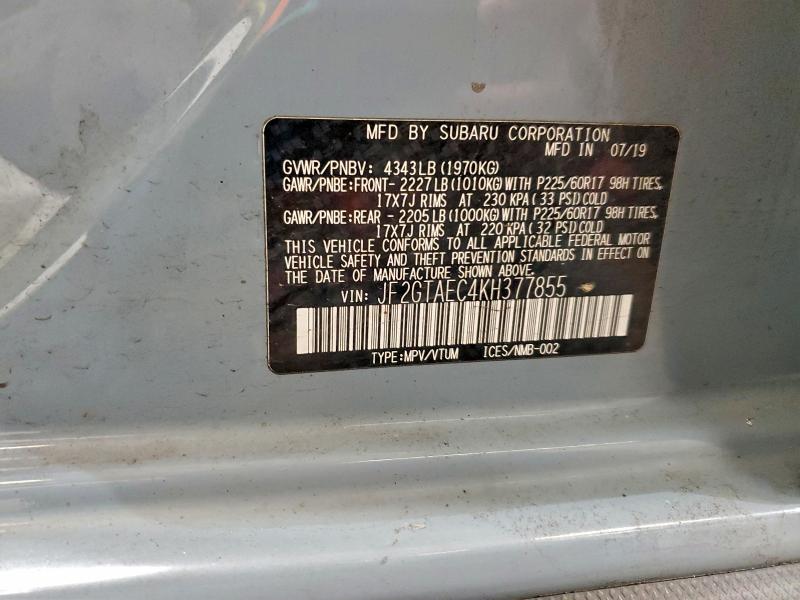 MFD BY SUBARU CORPORATION
MFD IN 07/19
GVWR/PNBV: 4343LB (1970KG)
GAWR/PNBE:FRONT- 2227 LB (1010KG) WITH P225/60R17 98H TIRES,
17X7J RIMS AT 230 KPA ( 33 PSI) COLD
GAWR/PNBE:REAR - 2205 LB (1000KG) WITH P225/60R17 98H TIRES,
17X7J RIMS AT 220 KPA ( 32 PSI) COLD
THIS VEHICLE CONFORMS TO ALL APPLICABLE FEDERAL MOTOR
VEHICLE SAFETY AND THEFT PREVENTION STANDARDS IN EFFECT ON
THE DATE OF MANUFACTURE SHOWN ABOVE.
VIN: JF2GTAEC4KH377855
TYPE:MPV/VTUM ICES/NMB-002